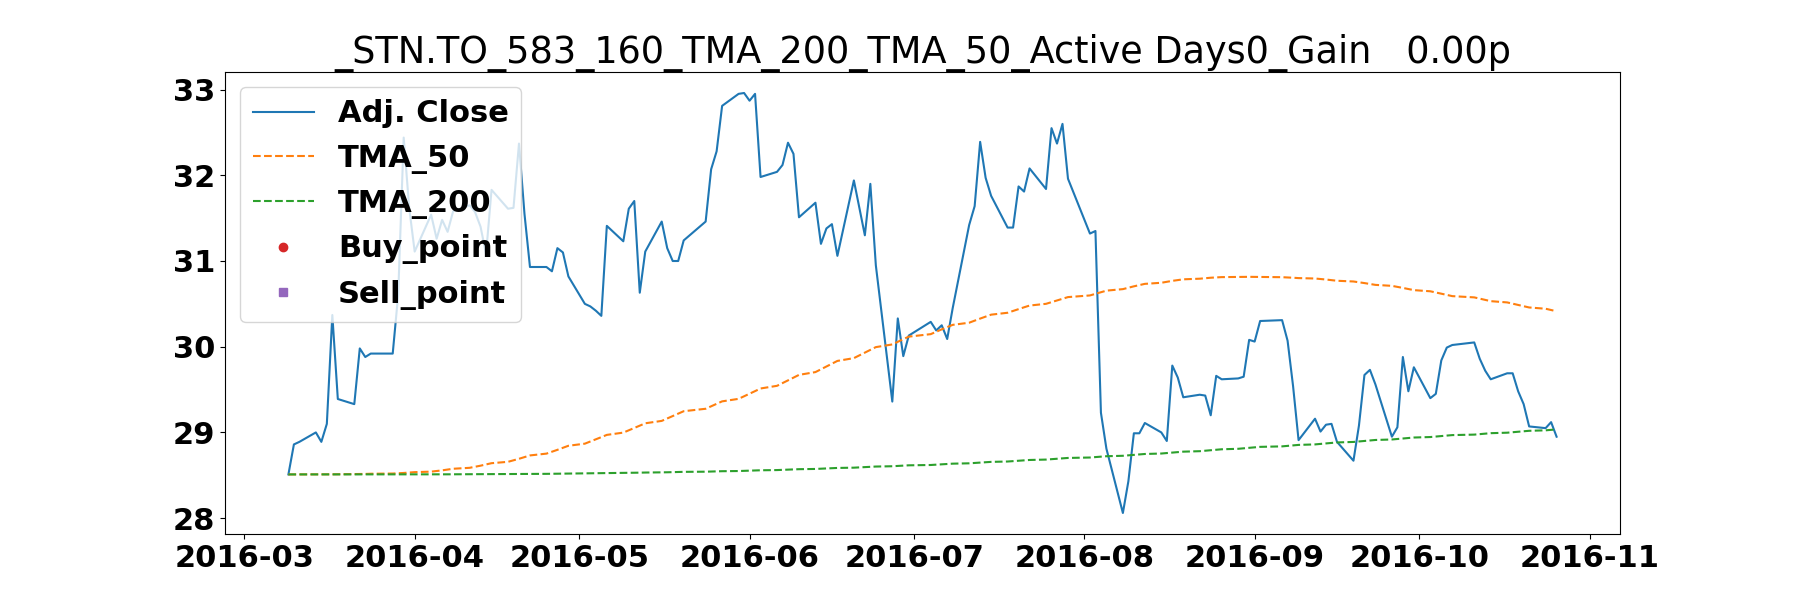 _STN.TO_583_160_TMA_200_TMA_50_Active Days0_Gain   0.00p
33
32
31
30
29
28
Adj. Close
TMA_50
TMA_200
Buy_point
Sell_point
2016-03 2016-04 2016-05 2016-06 2016-07 2016-08 2016-09 2016-10 2016-11